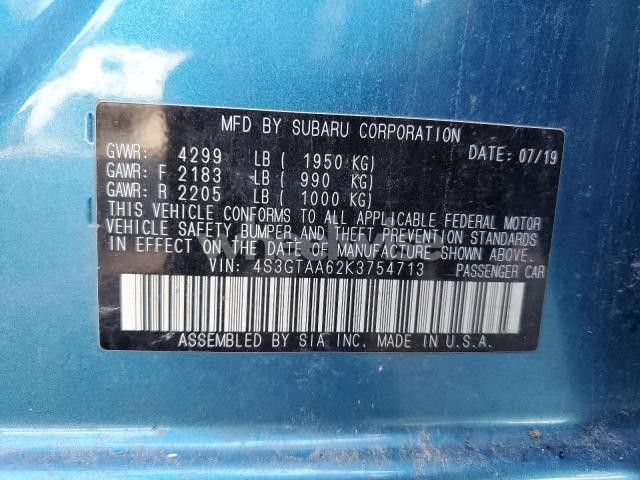 MFD BY SUBARU CORPORATION
GVWR: 4299 LB ( 1950 KG) DATE: 07/19
GAWR: F 2183 LB ( 990 KG)
GAWR: R 2205 LB ( 1000 KG)
THIS VEHICLE CONFORMS TO ALL APPLICABLE FEDERAL MOTOR
VEHICLE SAFETY, BUMPER, AND THEFT PREVENTION STANDARDS
IN EFFECT ON THE DATE OF MANUFACTURE SHOWN ABOVE.
VIN: 4S3GTAA62K3754713 PASSENGER CAR
ASSEMBLED BY SIA INC. MADE IN U.S.A.